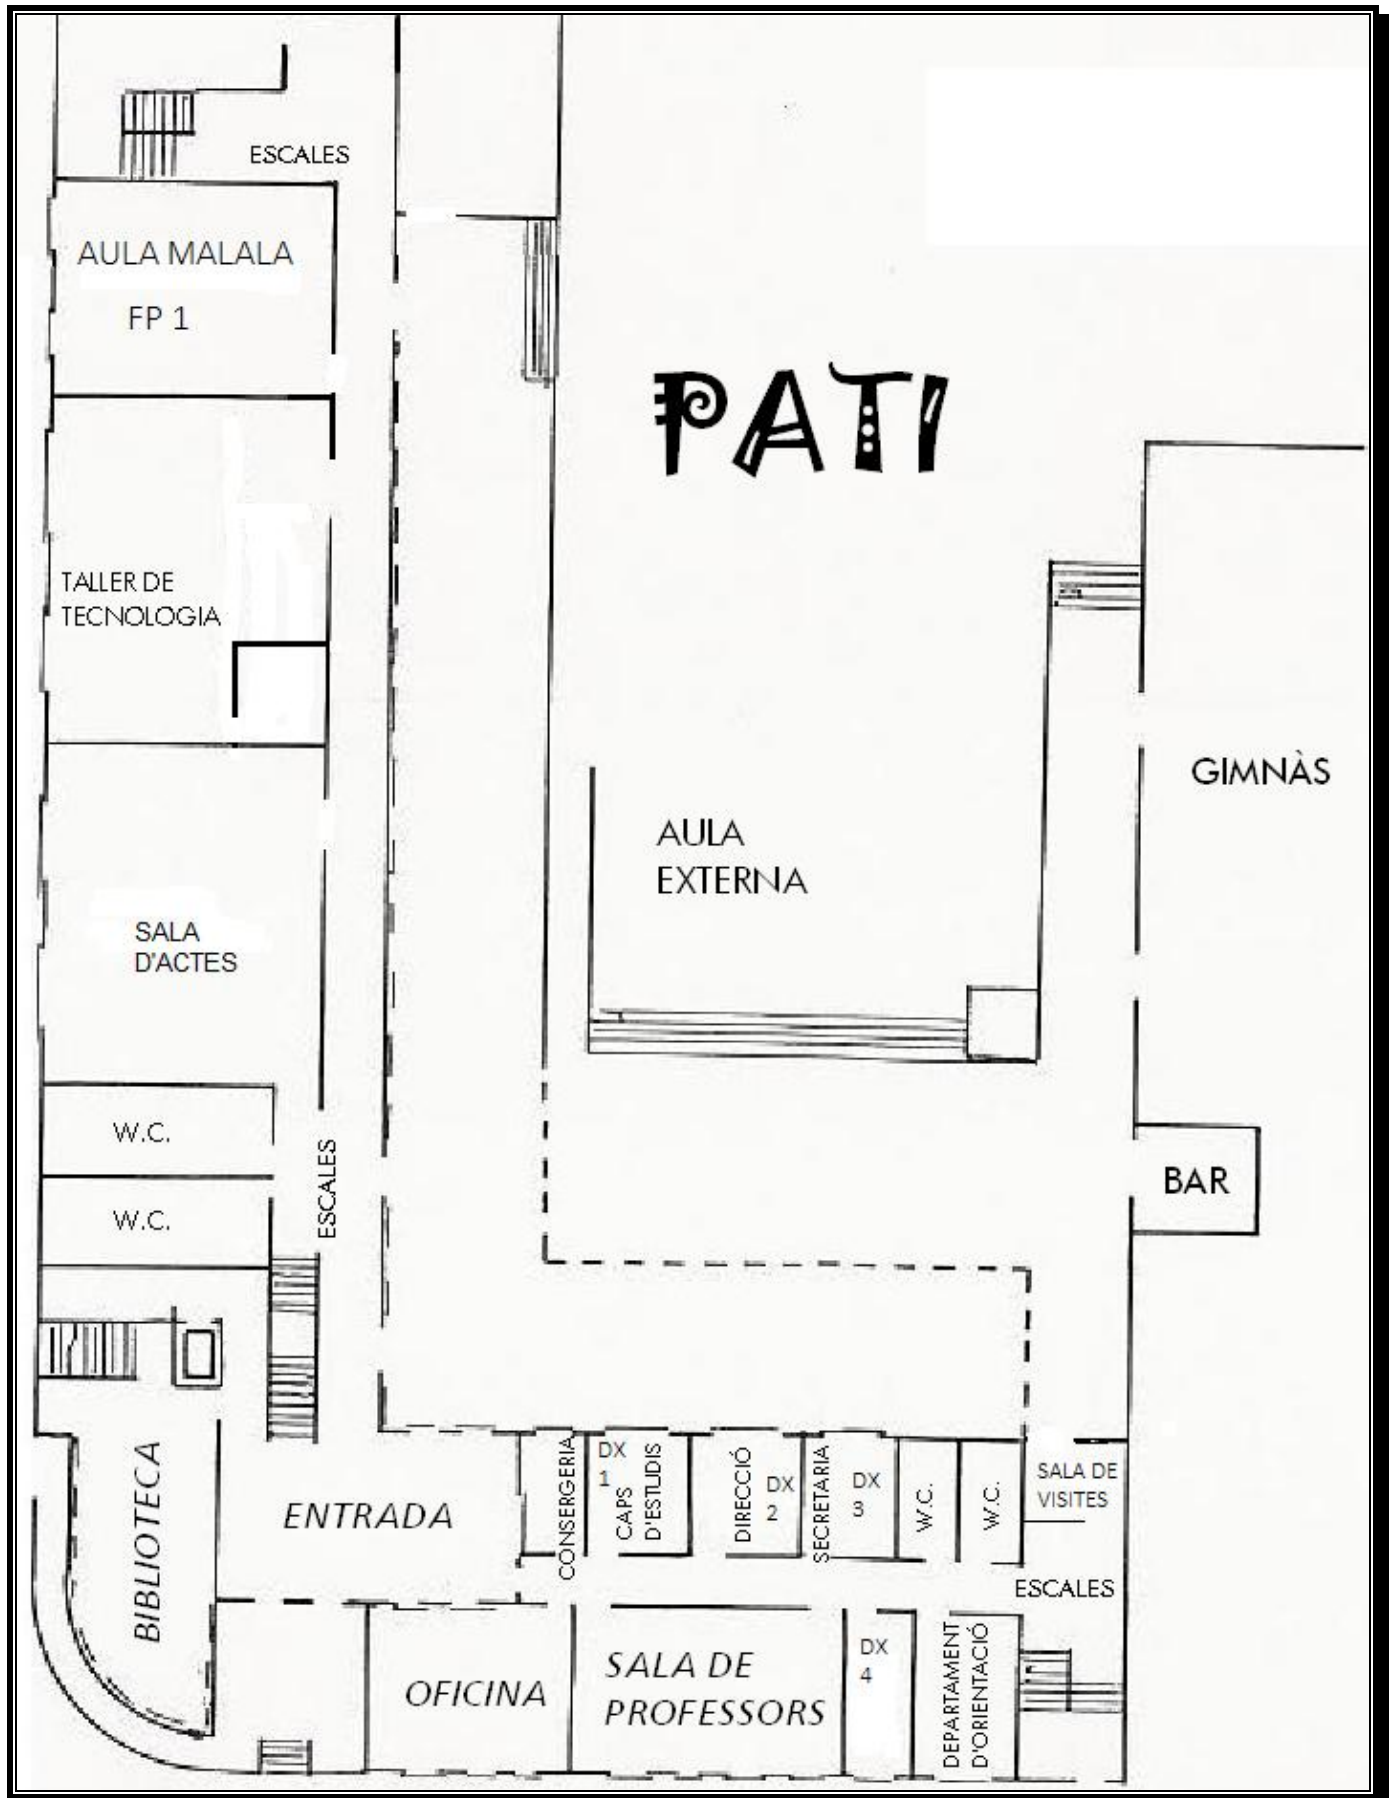 ESCALES
AULA MALALA
FP 1
PATI
TALLER DE
TECNOLOGIA
GIMNÀS
AULA
EXTERNA
SALA
D'ACTES
W.C.
ESCALES
BAR
W.C.
BIBLIOTECA
ENTRADA
CONSERGERIA
DX
1
CAPS
D'ESTUDIS
DIRECCIÓ
DX
2
SECRETARIA
DX
3
W.C.
W.C.
SALA DE
VISITES
ESCALES
OFICINA
SALA DE
PROFESSORS
DX
4
DEPARTAMENT
D'ORIENTACIÓ